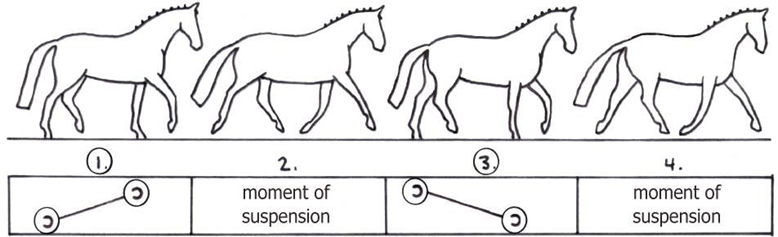 1. 2. 3. 4.
moment of
suspension
moment of
suspension